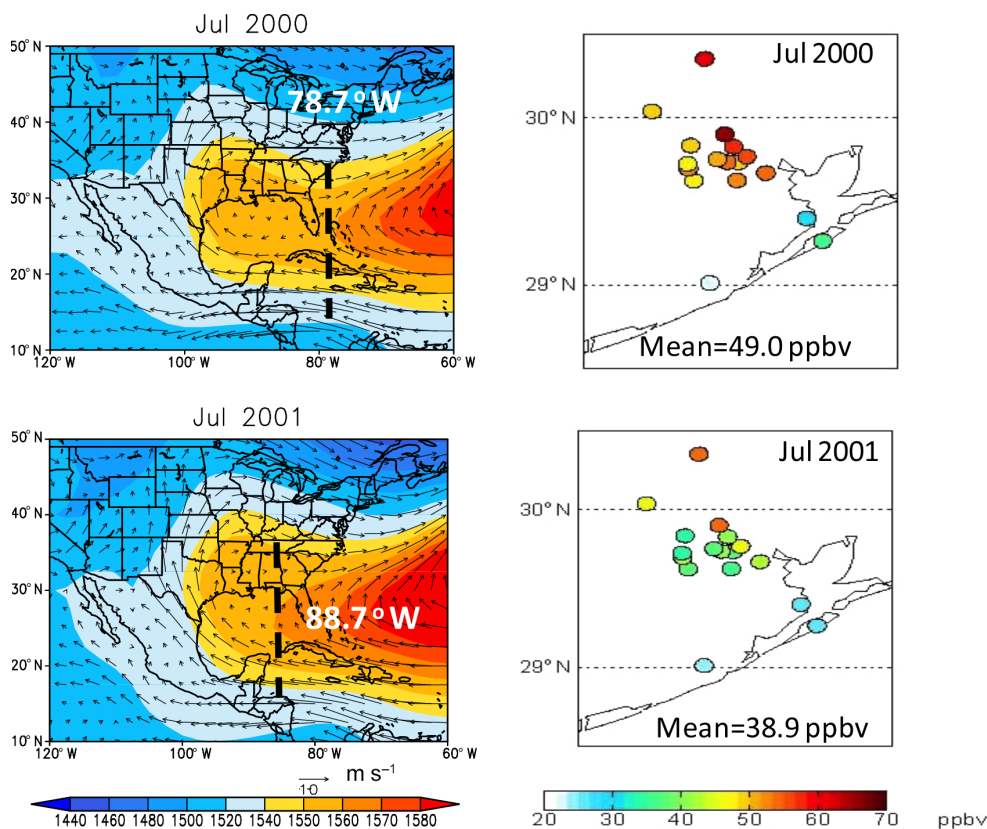 Jul 2000
50° N
40° N
30° N
20° N
10° N
120° W
100° W
80° W
60° W
78.7 ° W
Jul 2000
30° N
29° N
Mean=49.0 ppbv
Jul 2001
50° N
40° N
30° N
20° N
10° N
120° W
100° W
80° W
60° W
88.7 ° W
Jul 2001
30° N
29° N
Mean=38.9 ppbv
10
m s⁻¹
1440 1460 1480 1500 1520 1540 1550 1560 1570 1580
20 30 40 50 60 70 ppbv